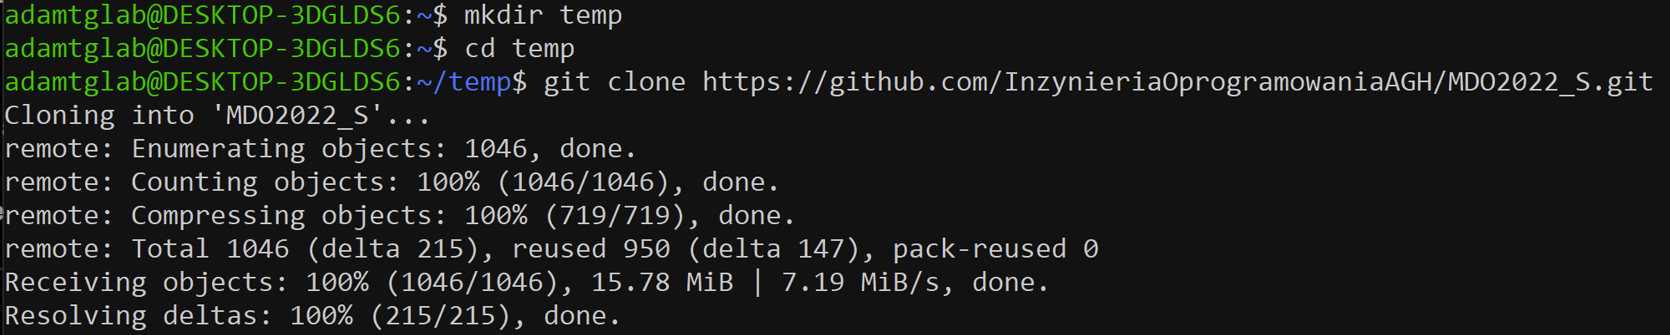 adamtglab@DESKTOP-3DGLDS6:~$ mkdir temp
adamtglab@DESKTOP-3DGLDS6:~$ cd temp
adamtglab@DESKTOP-3DGLDS6:~/temp$ git clone https://github.com/InzynieriaOprogramowaniaAGH/MDO2022_S.git
Cloning into 'MDO2022_S'...
remote: Enumerating objects: 1046, done.
remote: Counting objects: 100% (1046/1046), done.
remote: Compressing objects: 100% (719/719), done.
remote: Total 1046 (delta 215), reused 950 (delta 147), pack-reused 0
Receiving objects: 100% (1046/1046), 15.78 MiB | 7.19 MiB/s, done.
Resolving deltas: 100% (215/215), done.